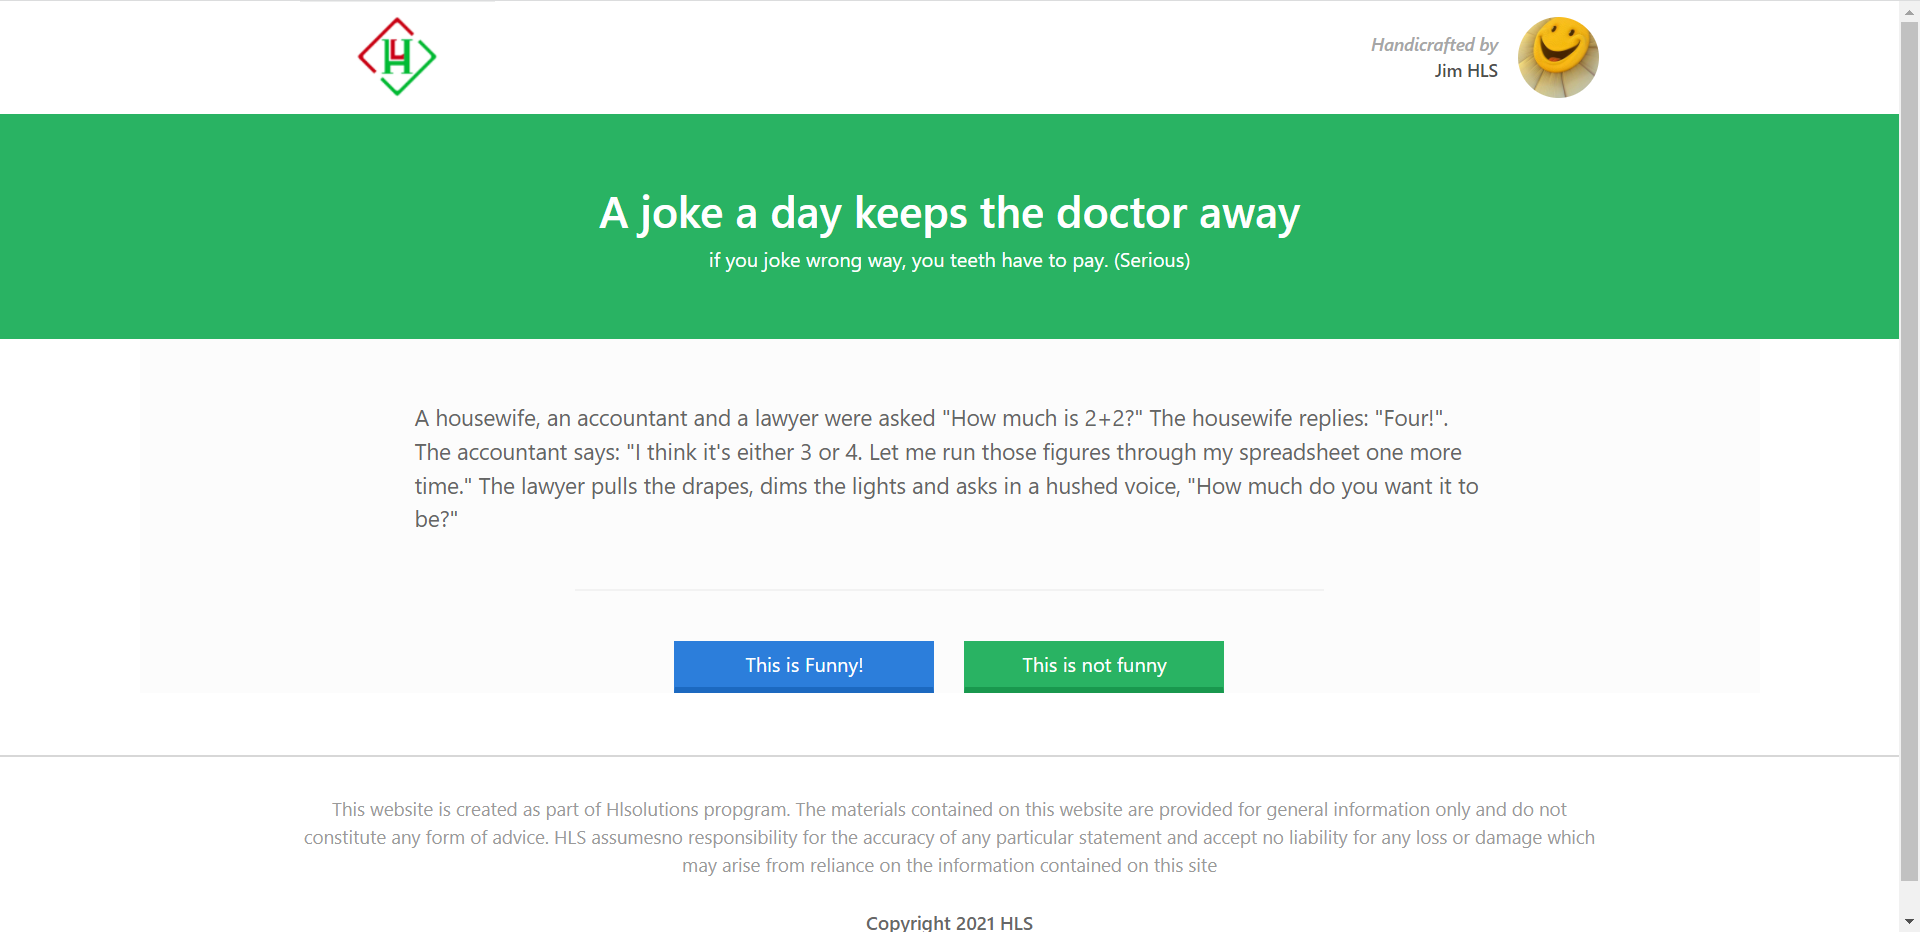 Handicrafted by
Jim HLS
A joke a day keeps the doctor away
if you joke wrong way, you teeth have to pay. (Serious)
A housewife, an accountant and a lawyer were asked "How much is 2+2?" The housewife replies: "Four!".
The accountant says: "I think it's either 3 or 4. Let me run those figures through my spreadsheet one more
time." The lawyer pulls the drapes, dims the lights and asks in a hushed voice, "How much do you want it to
be?"
This is Funny!
This is not funny
This website is created as part of Hlsolutions propgram. The materials contained on this website are provided for general information only and do not
constitute any form of advice. HLS assumesno responsibility for the accuracy of any particular statement and accept no liability for any loss or damage which
may arise from reliance on the information contained on this site
Copyright 2021 HLS